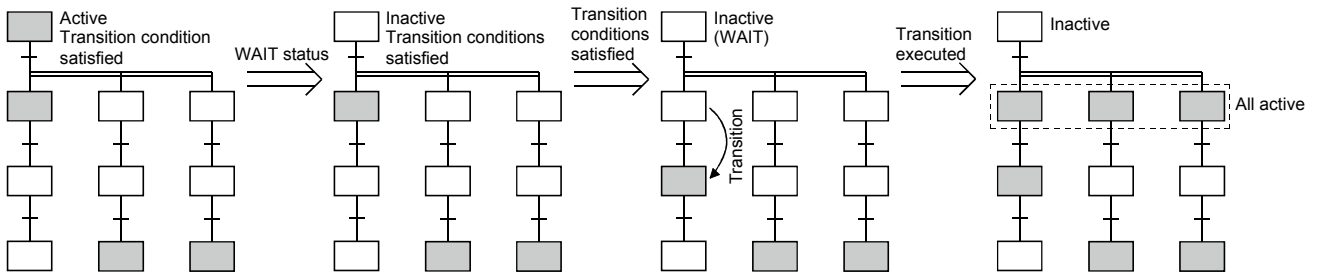 Active
Transition condition
satisfied
WAIT status
Inactive
Transition conditions
satisfied
Transition
conditions
satisfied
Inactive
(WAIT)
Transition
Transition
executed
Inactive
All active